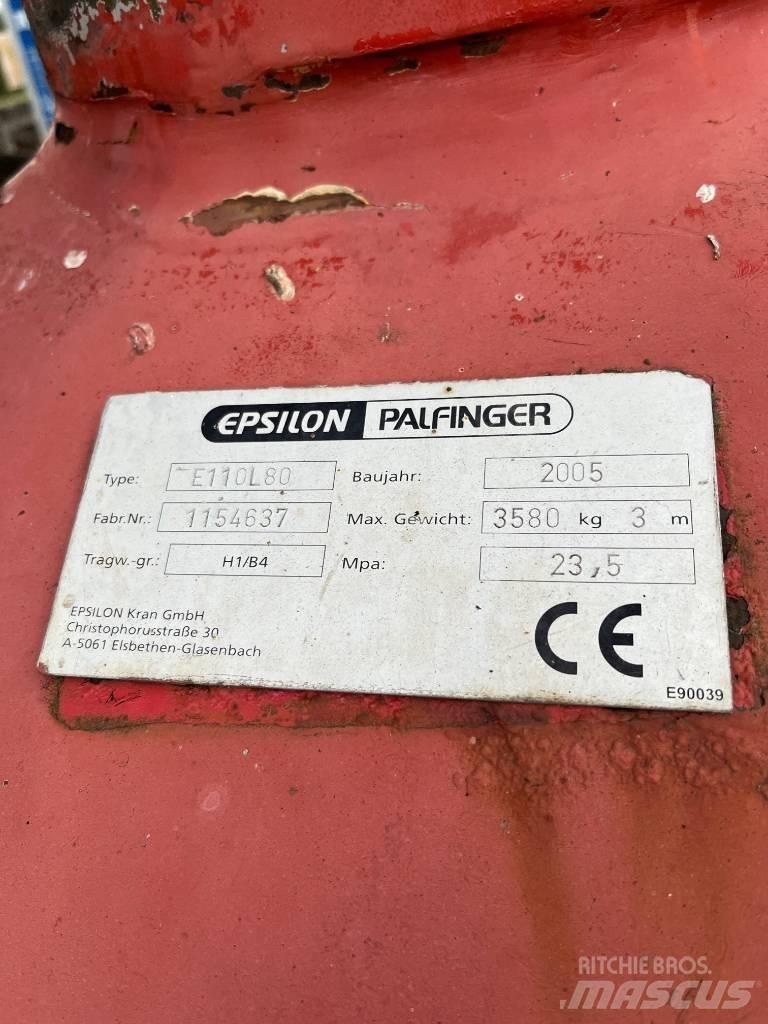 EPSILON PALFINGER
Type: E110L80 Baujahr: 2005
Fabr.Nr.: 1154637 Max. Gewicht: 3580 kg 3 m
Tragw.-gr.: H1/B4 Mpa: 23,5
EPSILON Kran GmbH
Christophorusstraße 30
A-5061 Elsbethen-Glasenbach
CE
E90039
RITCHIE BROS.
MASCUS